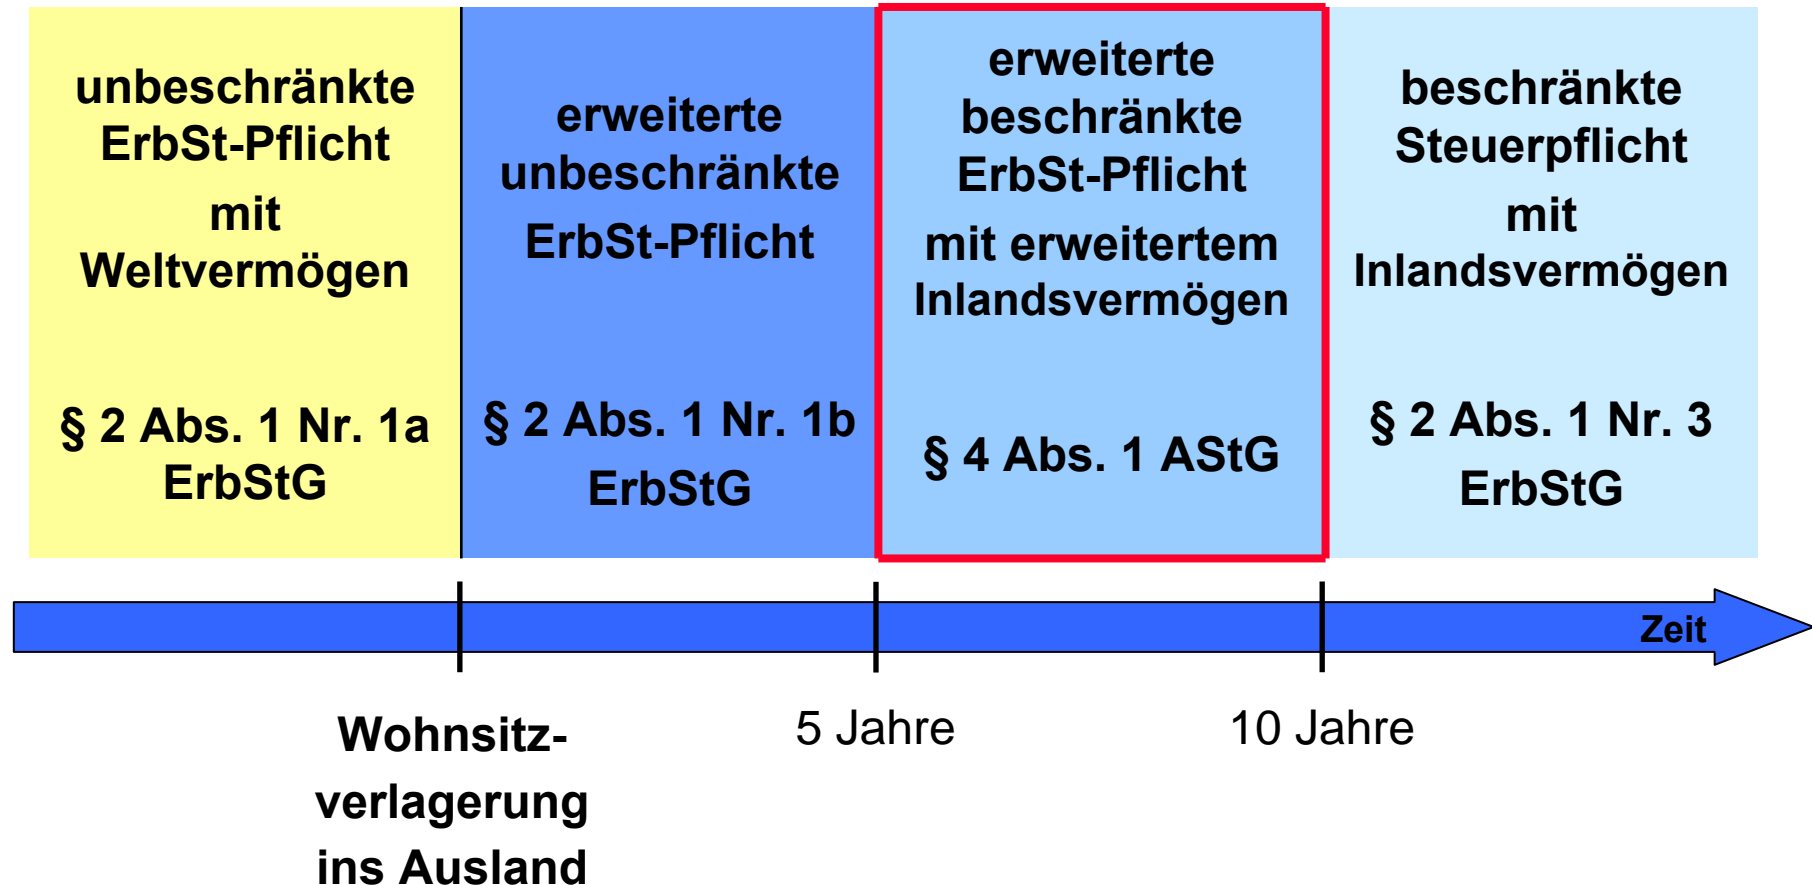 unbeschränkte
ErbSt-Pflicht
mit
Weltvermögen
§ 2 Abs. 1 Nr. 1a
ErbStG
erweiterte
unbeschränkte
ErbSt-Pflicht
§ 2 Abs. 1 Nr. 1b
ErbStG
erweiterte
beschränkte
ErbSt-Pflicht
mit erweitertem
Inlandsvermögen
§ 4 Abs. 1 AStG
beschränkte
Steuerpflicht
mit
Inlandsvermögen
§ 2 Abs. 1 Nr. 3
ErbStG
Zeit
Wohnsitz-
verlagerung
ins Ausland
5 Jahre
10 Jahre